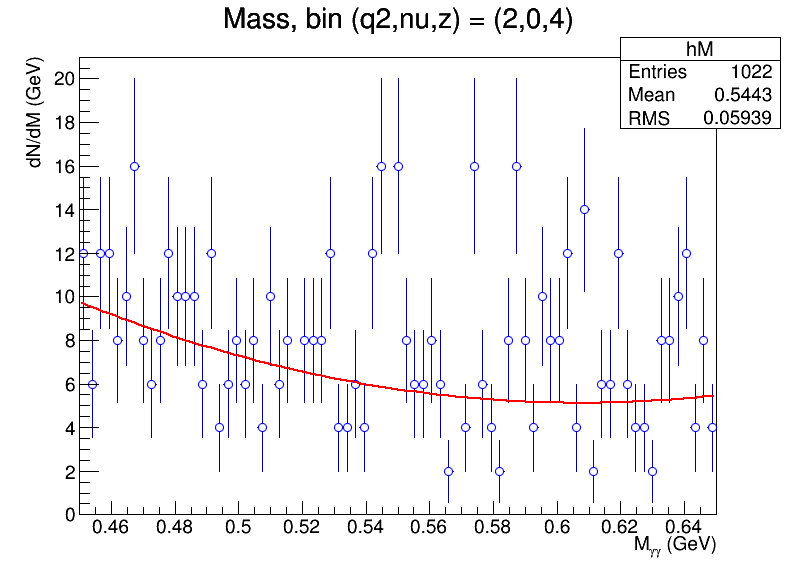 Mass, bin (q2,nu,z) = (2,0,4)
hM
Entries 1022
Mean 0.5443
RMS 0.05939
dN/dM (GeV)
20
18
16
14
12
10
8
6
4
2
0
0.46 0.48 0.5 0.52 0.54 0.56 0.58 0.6 0.62 0.64
Mγγ (GeV)